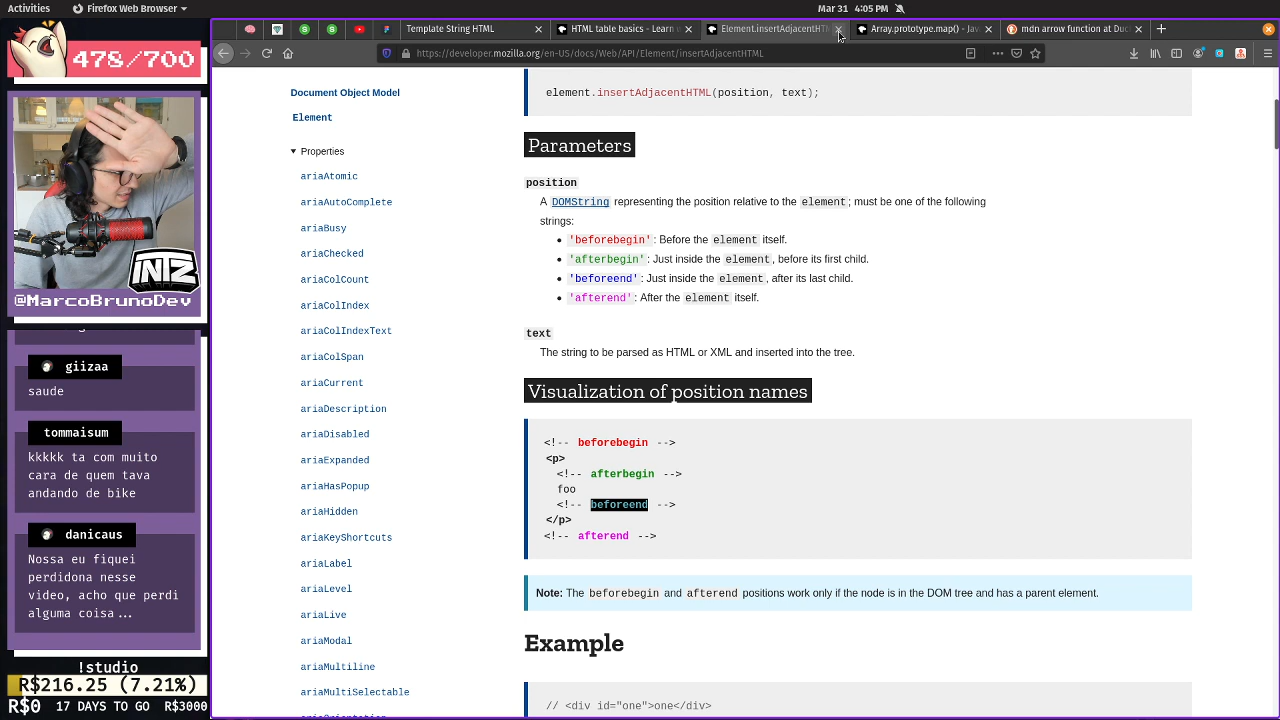 Activities
Firefox Web Browser
Mar 31 4:05 PM
478/700
@MarcoBrunoDev
giizaa
saude
tommaisum
kkkkk ta com muito
cara de quem tava
andando de bike
danicaus
Nossa eu fiquei
perdidona nesse
video, acho que perdi
alguma coisa...
!studio
R$216.25 (7.21%)
R$0 17 DAYS TO GO R$3000
Template String HTML
HTML table basics - Learn w
Element.insertAdjacentHTM
Array.prototype.map() - Jav
mdn arrow function at Duc
https://developer.mozilla.org/en-US/docs/Web/API/Element/insertAdjacentHTML
Document Object Model
Element
Properties
ariaAtomic
ariaAutoComplete
ariaBusy
ariaChecked
ariaColCount
ariaColIndex
ariaColIndexText
ariaColSpan
ariaCurrent
ariaDescription
ariaDisabled
ariaExpanded
ariaHasPopup
ariaHidden
ariaKeyShortcuts
ariaLabel
ariaLevel
ariaLive
ariaModal
ariaMultiline
ariaMultiSelectable
element.insertAdjacentHTML(position, text);
Parameters
position
A DOMString representing the position relative to the element; must be one of the following
strings:
• 'beforebegin': Before the element itself.
• 'afterbegin': Just inside the element, before its first child.
• 'beforeend': Just inside the element, after its last child.
• 'afterend': After the element itself.
text
The string to be parsed as HTML or XML and inserted into the tree.
Visualization of position names
<!-- beforebegin -->
<p>
<!-- afterbegin -->
foo
<!-- beforeend -->
</p>
<!-- afterend -->
Note: The beforebegin and afterend positions work only if the node is in the DOM tree and has a parent element.
Example
// <div id="one">one</div>